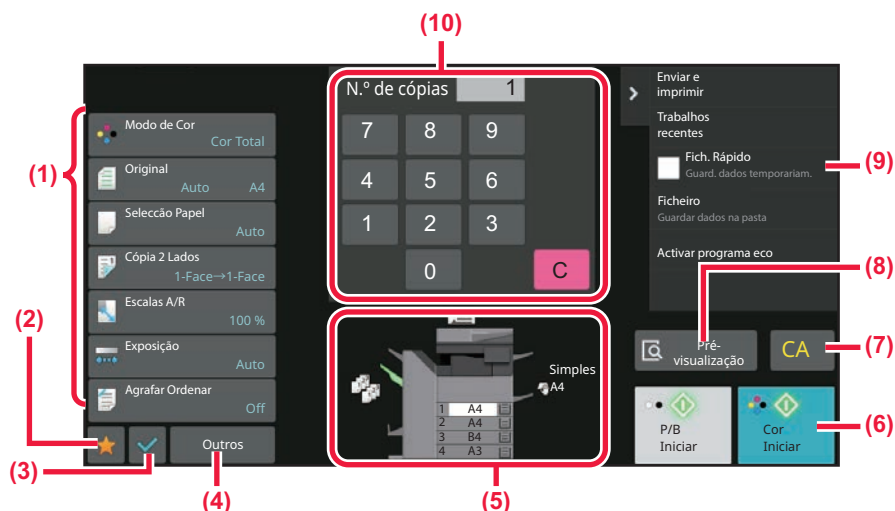 (10)
N.º de cópias 1
7 8 9
4 5 6
1 2 3
0 C
(1)
Modo de Cor
Cor Total
Original
Auto A4
Seleccão Papel
Auto
Cópia 2 Lados
1-Face→1-Face
Escalas A/R
100 %
Exposição
Auto
Agrafar Ordenar
Off
(2)
(3)
Outros
(4)
Simples
A4
1 A4
2 A4
3 B4
4 A3
(5)
Enviar e
imprimir
Trabalhos
recentes
Fich. Rápido
Guard. dados temporariam.
(9)
Ficheiro
Guardar dados na pasta
Activar programa eco
(8)
Pré-
visualização
CA
(7)
P/B
Iniciar
Cor
Iniciar
(6)